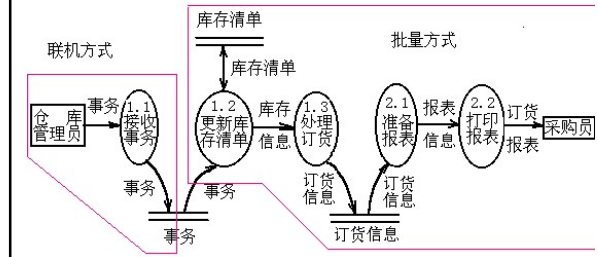 库存清单
联机方式
批量方式
库存清单
仓 库
管理员
事务
1.1
接收
事务
1.2
更新库
存清单
库存
信息
1.3
处理
订货
2.1
准备
报表
报表
信息
2.2
打印
报表
订货
报表
采购员
事务
事务
订货
信息
订货
信息
事务
订货信息